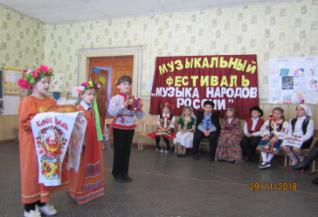 МУЗЫКАЛЬНЫЙ
ФЕСТИВАЛЬ
„МУЗЫКА НАРОДОВ
РОССИИ"
29/11/2018